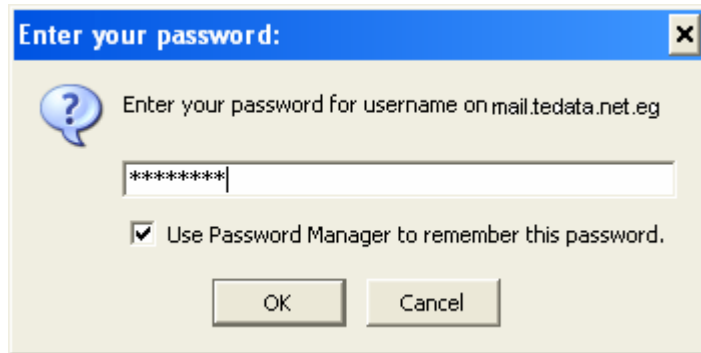 Enter your password:
Enter your password for username on mail.tedata.net.eg
********
Use Password Manager to remember this password.
OK
Cancel